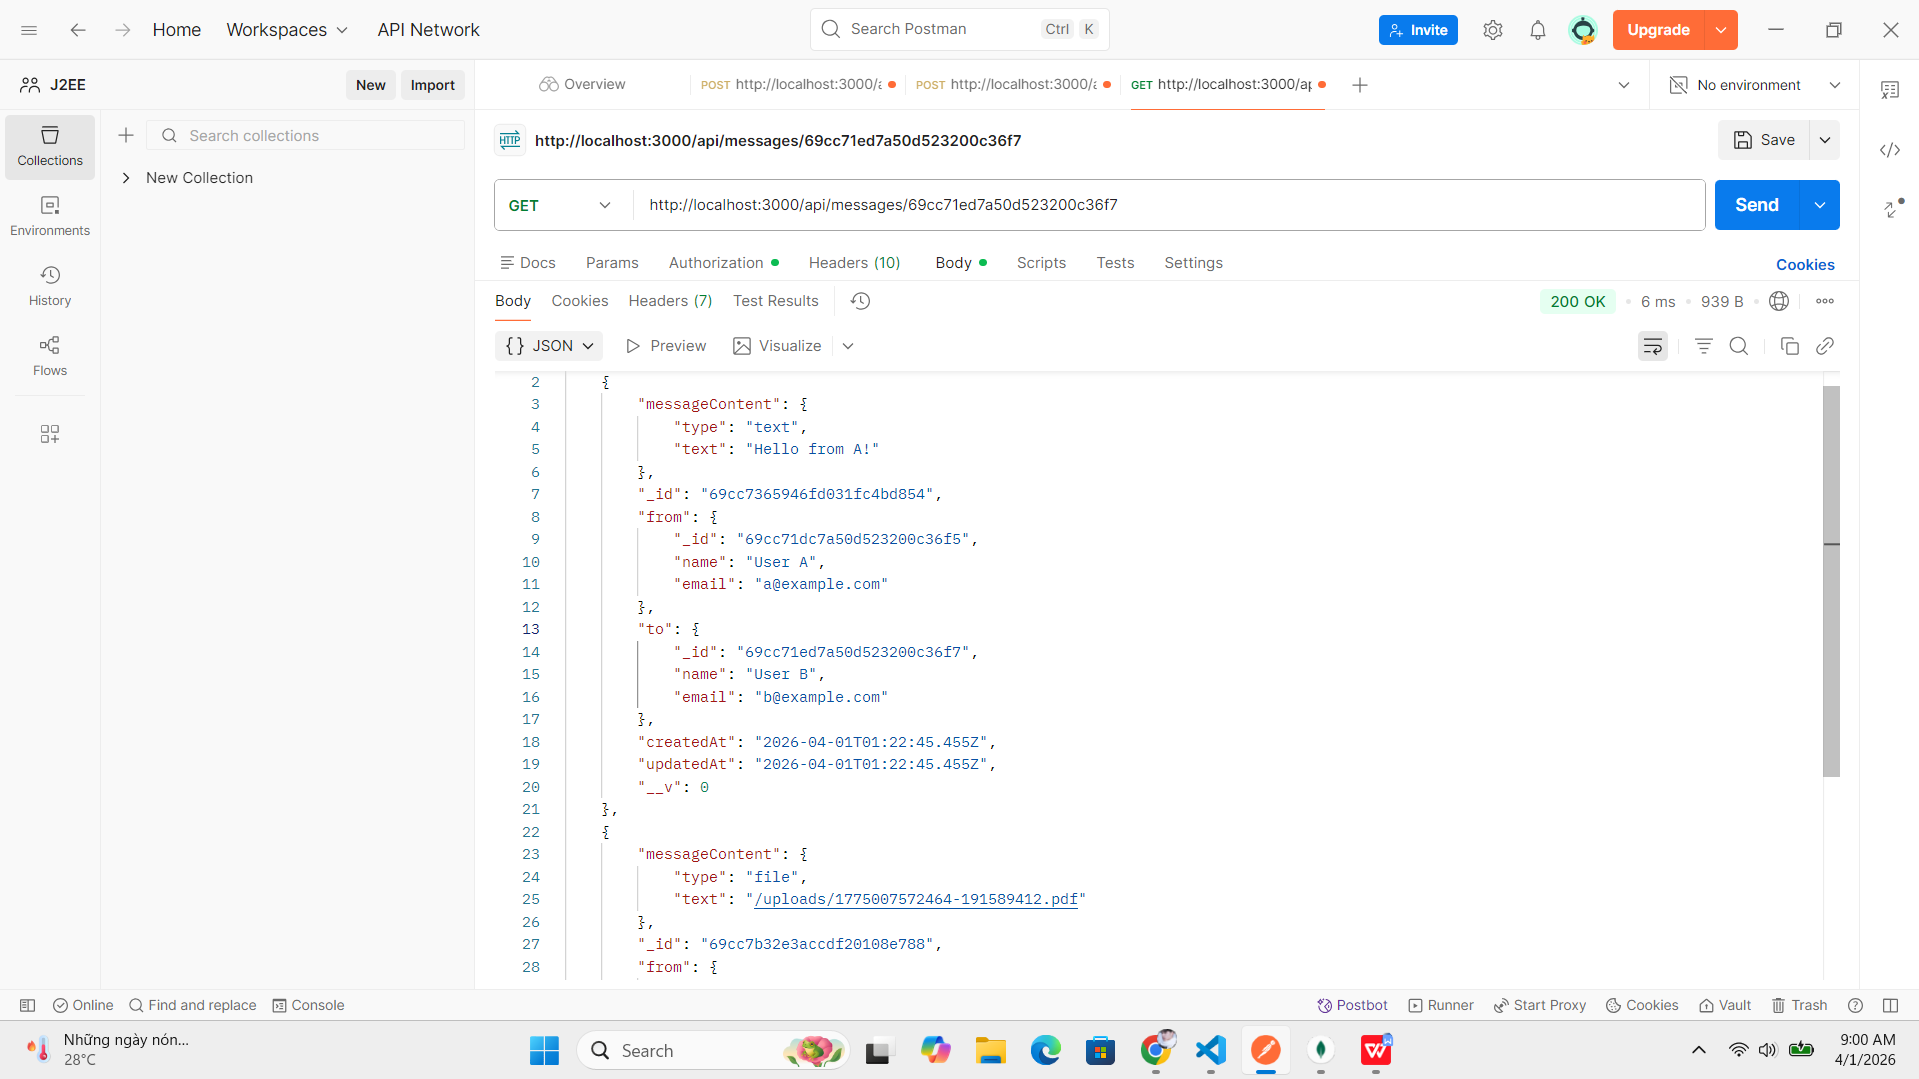 Home Workspaces API Network Search Postman Ctrl K Invite Upgrade
J2EE New Import Overview POST http://localhost:3000/a POST http://localhost:3000/a GET http://localhost:3000/ap No environment
Collections
Environments
History
Flows
Search collections
New Collection
HTTP http://localhost:3000/api/messages/69cc71ed7a50d523200c36f7 Save
GET http://localhost:3000/api/messages/69cc71ed7a50d523200c36f7 Send
Docs Params Authorization Headers (10) Body Scripts Tests Settings Cookies
Body Cookies Headers (7) Test Results 200 OK 6 ms 939 B
{} JSON Preview Visualize
2 {
3 "messageContent": {
4 "type": "text",
5 "text": "Hello from A!"
6 },
7 "_id": "69cc7365946fd031fc4bd854",
8 "from": {
9 "_id": "69cc71dc7a50d523200c36f5",
10 "name": "User A",
11 "email": "a@example.com"
12 },
13 "to": {
14 "_id": "69cc71ed7a50d523200c36f7",
15 "name": "User B",
16 "email": "b@example.com"
17 },
18 "createdAt": "2026-04-01T01:22:45.455Z",
19 "updatedAt": "2026-04-01T01:22:45.455Z",
20 "__v": 0
21 },
22 {
23 "messageContent": {
24 "type": "file",
25 "text": "/uploads/1775007572464-191589412.pdf"
26 },
27 "_id": "69cc7b32e3accdf20108e788",
28 "from": {
Online Find and replace Console Postbot Runner Start Proxy Cookies Vault Trash
Những ngày nón...
28°C
Search
9:00 AM
4/1/2026